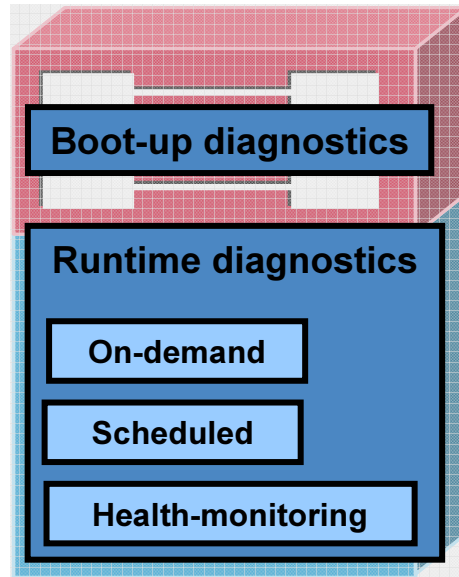 Boot-up diagnostics
Runtime diagnostics
On-demand
Scheduled
Health-monitoring